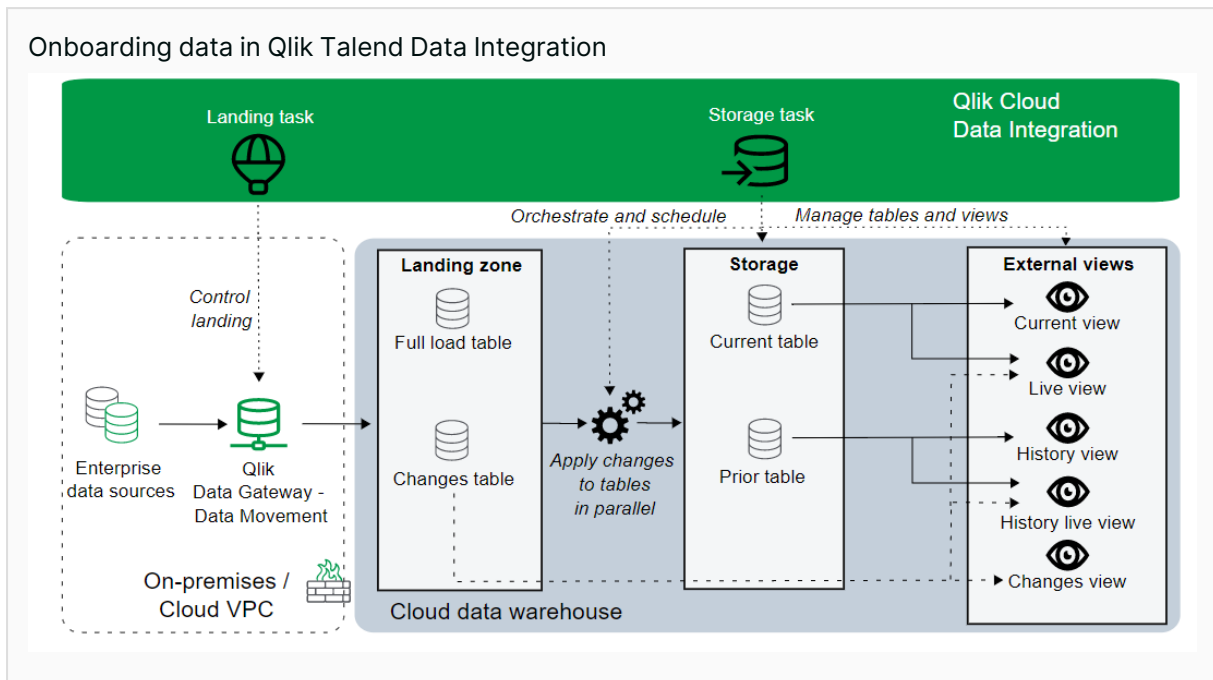 Onboarding data in Qlik Talend Data Integration
Landing task
Storage task
Qlik Cloud
Data Integration
Orchestrate and schedule
Manage tables and views
Control
landing
Landing zone
Full load table
Changes table
Storage
Current table
Prior table
External views
Current view
Live view
History view
History live view
Changes view
Enterprise
data sources
Qlik
Data Gateway -
Data Movement
Apply changes
to tables
in parallel
On-premises /
Cloud VPC
Cloud data warehouse